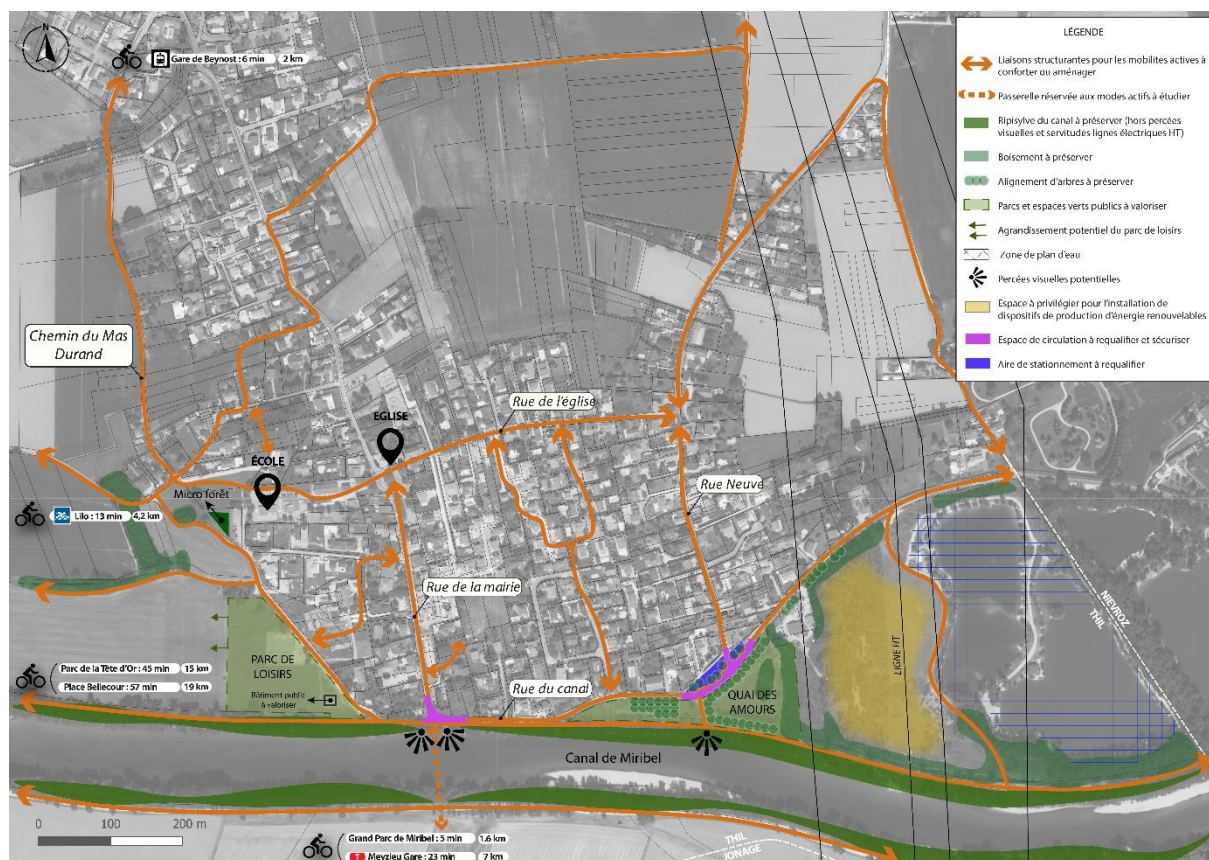 N
Gare de Beynost : 6 min 2 km
LÉGENDE
Liaisons structurantes pour les mobilités actives à
conforter ou aménager
Passerelle réservée aux modes actifs à étudier
Ripisylve du canal à préserver (hors percées
visuelles et servitudes lignes électriques HT)
Boisement à préserver
Alignement d'arbres à préserver
Parcs et espaces verts publics à valoriser
Agrandissement potentiel du parc de loisirs
Zone de plan d'eau
Percées visuelles potentielles
Espace à privilégier pour l'installation de
dispositifs de production d'énergie renouvelables
Espace de circulation à requalifier et sécuriser
Aire de stationnement à requalifier
Chemin du Mas
Durand
Rue de l'église
EGLISE
ÉCOLE
Micro forêt
Rue Neuve
Lilo : 13 min 4,2 km
Rue de la mairie
NIEVROZ
THIL
LIGNE HT
Parc de la Tête d'Or : 45 min 15 km
Place Bellecour : 57 min 19 km
PARC DE
LOISIRS
Bâtiment public
à valoriser
Rue du canal
QUAI DES
AMOURS
Canal de Miribel
0 100 200 m
Grand Parc de Miribel : 5 min 1,6 km
T Meyzieu Gare : 23 min 7 km
THIL
JONAGE